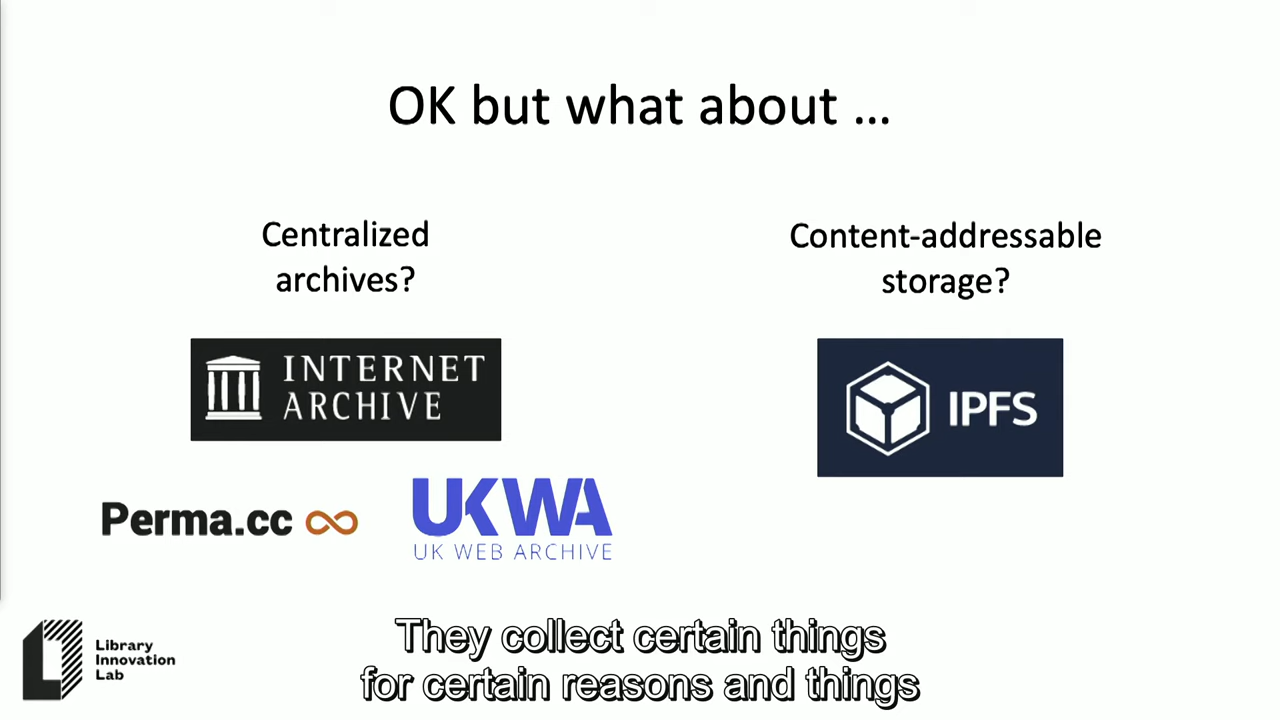 OK but what about ...
Centralized
archives?
INTERNET
ARCHIVE
Perma.cc
UKWA
UK WEB ARCHIVE
Content-addressable
storage?
IPFS
Library
Innovation
Lab
They collect certain things
for certain reasons and things